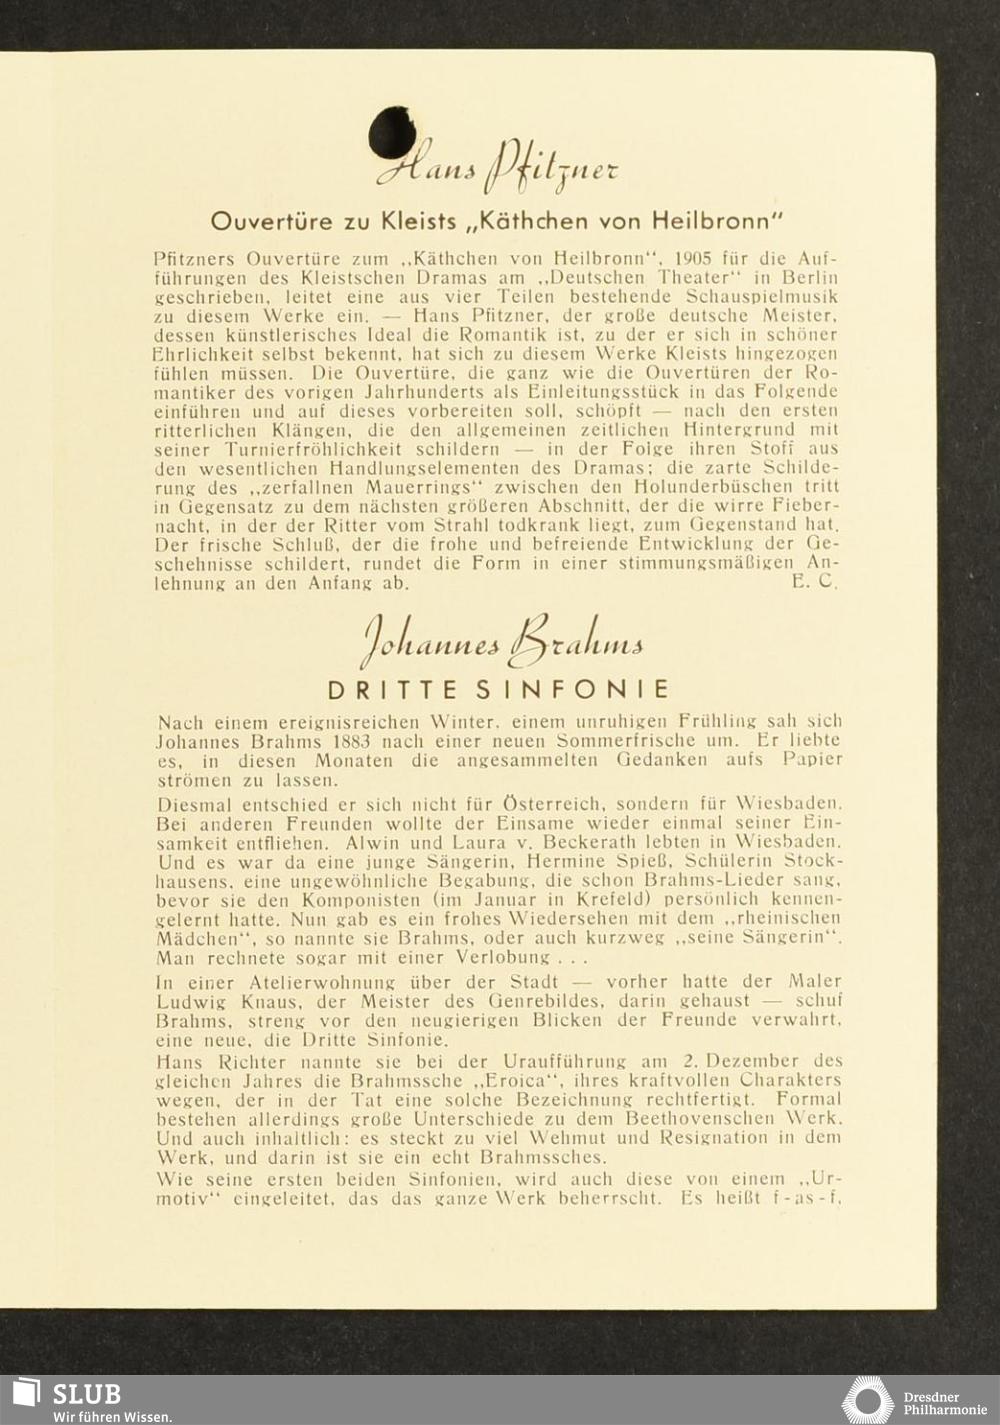 Hans Pfitzner
Ouvertüre zu Kleists „Käthchen von Heilbronn"
Pfitzners Ouvertüre zum „Käthchen von Heilbronn", 1905 für die Auf-
führungen des Kleistschen Dramas am „Deutschen Theater" in Berlin
geschrieben, leitet eine aus vier Teilen bestehende Schauspielmusik
zu diesem Werke ein. — Hans Pfitzner, der große deutsche Meister,
dessen künstlerisches Ideal die Romantik ist, zu der er sich in schöner
Ehrlichkeit selbst bekennt, hat sich zu diesem Werke Kleists hingezogen
fühlen müssen. Die Ouvertüre, die ganz wie die Ouvertüren der Ro-
mantiker des vorigen Jahrhunderts als Einleitungsstück in das Folgende
einführen und auf dieses vorbereiten soll, schöpft — nach den ersten
ritterlichen Klängen, die den allgemeinen zeitlichen Hintergrund mit
seiner Turnierfröhlichkeit schildern — in der Folge ihren Stoff aus
den wesentlichen Handlungselementen des Dramas; die zarte Schilde-
rung des „zerfallnen Mauerrings" zwischen den Holunderbüschen tritt
in Gegensatz zu dem nächsten größeren Abschnitt, der die wirre Fieber-
nacht, in der der Ritter vom Strahl todkrank liegt, zum Gegenstand hat.
Der frische Schluß, der die frohe und befreiende Entwicklung der Ge-
schehnisse schildert, rundet die Form in einer stimmungsmäßigen An-
lehnung an den Anfang ab. E. C.
Johannes Brahms
DRITTE SINFONIE
Nach einem ereignisreichen Winter, einem unruhigen Frühling sah sich
Johannes Brahms 1883 nach einer neuen Sommerfrische um. Er liebte
es, in diesen Monaten die angesammelten Gedanken aufs Papier
strömen zu lassen.
Diesmal entschied er sich nicht für Österreich, sondern für Wiesbaden.
Bei anderen Freunden wollte der Einsame wieder einmal seiner Ein-
samkeit entfliehen. Alwin und Laura v. Beckerath lebten in Wiesbaden.
Und es war da eine junge Sängerin, Hermine Spieß, Schülerin Stock-
hausens, eine ungewöhnliche Begabung, die schon Brahms-Lieder sang,
bevor sie den Komponisten (im Januar in Krefeld) persönlich kennen-
gelernt hatte. Nun gab es ein frohes Wiedersehen mit dem „rheinischen
Mädchen", so nannte sie Brahms, oder auch kurzweg „seine Sängerin".
Man rechnete sogar mit einer Verlobung . . .
In einer Atelierwohnung über der Stadt — vorher hatte der Maler
Ludwig Knaus, der Meister des Genrebildes, darin gehaust — schuf
Brahms, streng vor den neugierigen Blicken der Freunde verwahrt,
eine neue, die Dritte Sinfonie.
Hans Richter nannte sie bei der Uraufführung am 2. Dezember des
gleichen Jahres die Brahmssche „Eroica", ihres kraftvollen Charakters
wegen, der in der Tat eine solche Bezeichnung rechtfertigt. Formal
bestehen allerdings große Unterschiede zu dem Beethovenschen Werk.
Und auch inhaltlich: es steckt zu viel Wehmut und Resignation in dem
Werk, und darin ist sie ein echt Brahmssches.
Wie seine ersten beiden Sinfonien, wird auch diese von einem „Ur-
motiv" eingeleitet, das das ganze Werk beherrscht. Es heißt f - as - f,
SLUB
Wir führen Wissen.
Dresdner
Philharmonie